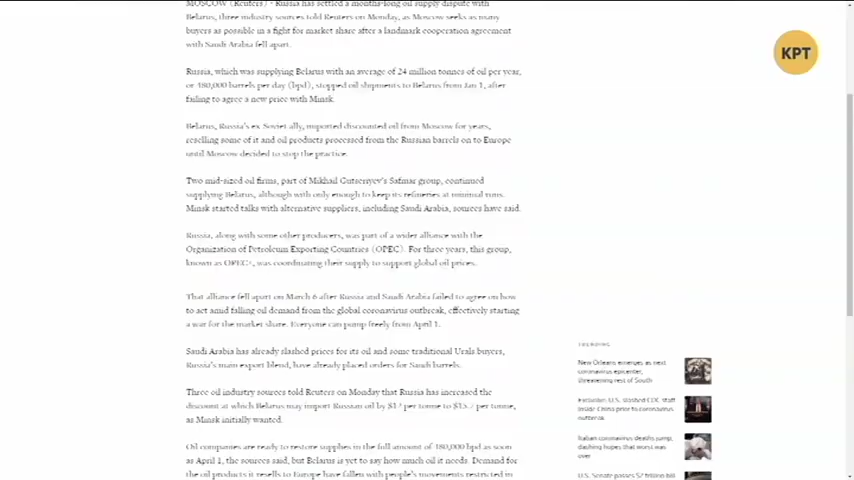 MOSCOW (Reuters) - Russia has settled a months-long oil supply dispute with
Belarus, three industry sources told Reuters on Monday, as Moscow seeks as many
buyers as possible in a fight for market share after a landmark cooperation agreement
with Saudi Arabia fell apart.
Russia, which was supplying Belarus with an average of 24 million tonnes of oil per year,
or 480,000 barrels per day (bpd), stopped oil shipments to Belarus from Jan 1, after
failing to agree a new price with Minsk.
Belarus, Russia's ex-Soviet ally, imported discounted oil from Moscow for years,
reselling some of it and oil products processed from the Russian barrels on to Europe
until Moscow decided to stop the practice.
Two mid-sized oil firms, part of Mikhail Gutseriyev's Safmar group, continued
supplying Belarus, although with only enough to keep its refineries at minimal runs.
Minsk started talks with alternative suppliers, including Saudi Arabia, sources have said.
Russia, along with some other producers, was part of a wider alliance with the
Organization of Petroleum Exporting Countries (OPEC). For three years, this group,
known as OPEC+, was coordinating their supply to support global oil prices.
That alliance fell apart on March 6 after Russia and Saudi Arabia failed to agree on how
to act amid falling oil demand from the global coronavirus outbreak, effectively starting
a war for the market share. Everyone can pump freely from April 1.
Saudi Arabia has already slashed prices for its oil and some traditional Urals buyers,
Russia's main export blend, have already placed orders for Saudi barrels.
Three oil industry sources told Reuters on Monday that Russia has increased the
discount at which Belarus may import Russian oil by $12 per tonne to $15.7 per tonne,
as Minsk initially wanted.
Oil companies are ready to restore supplies in the full amount of 480,000 bpd as soon
as April 1, the sources said, but Belarus is yet to say how much oil it needs. Demand for
the oil products it resells to Europe have fallen with people's movements restricted in
КРТ
TRENDING
New Orleans emerges as next
coronavirus epicenter,
threatening rest of South
Exclusive: U.S. slashed CDC staff
inside China prior to coronavirus
outbreak
Italian coronavirus deaths jump,
dashing hopes that worst was
over
U.S. Senate passes $2 trillion bill